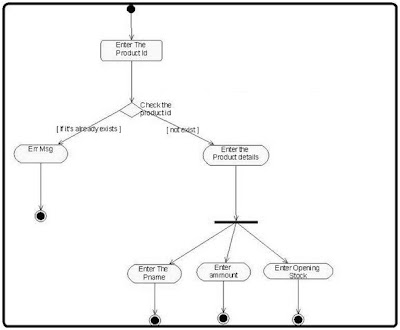 Enter The
Product Id
Check the
product id
[ If it's already exists ]
[ not exist ]
Err Msg
Enter the
Product details
Enter The
Pname
Enter
ammount
Enter Opening
Stock